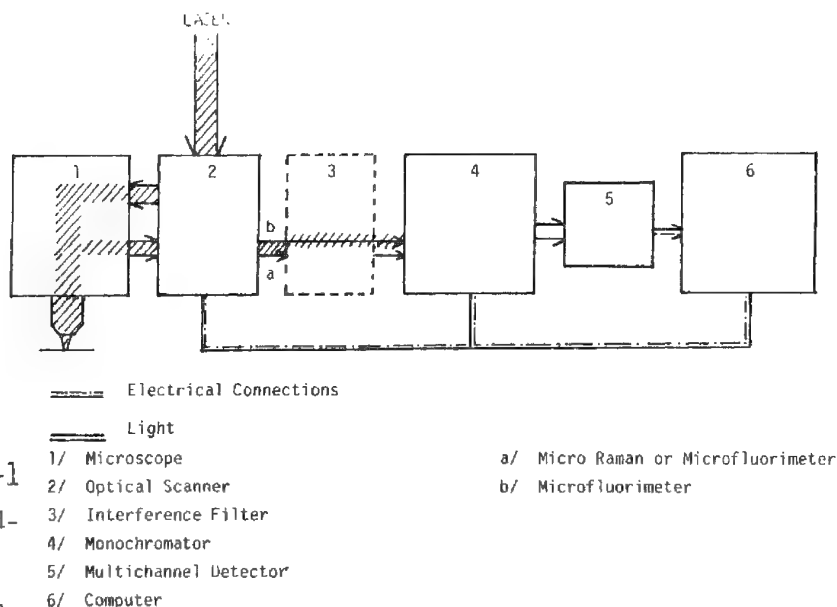 1 2 3 4 5 6
b
a
Electrical Connections
Light
1/ Microscope
2/ Optical Scanner
3/ Interference Filter
4/ Monochromator
5/ Multichannel Detector
6/ Computer
a/ Micro Raman or Microfluorimeter
b/ Microfluorimeter